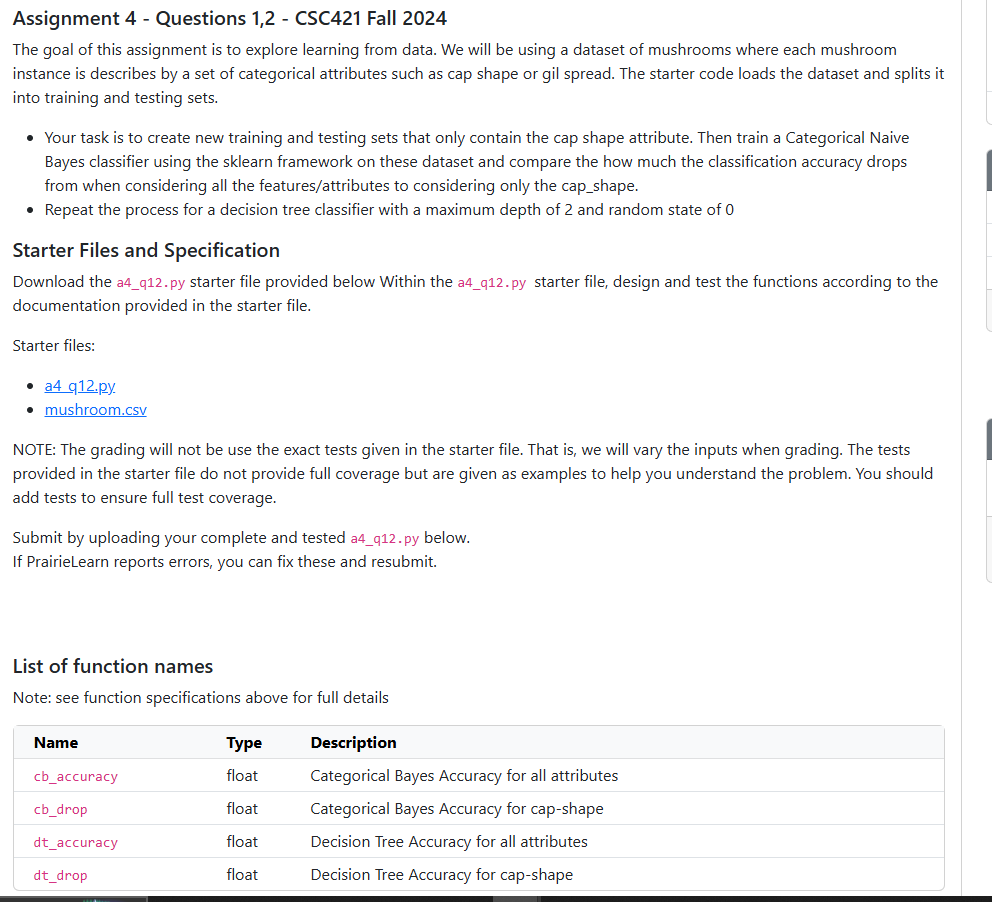 Assignment 4 - Questions 1,2 - CSC421 Fall 2024
The goal of this assignment is to explore learning from data. We will be using a dataset of mushrooms where each mushroom
instance is describes by a set of categorical attributes such as cap shape or gil spread. The starter code loads the dataset and splits it
into training and testing sets.
• Your task is to create new training and testing sets that only contain the cap shape attribute. Then train a Categorical Naive
Bayes classifier using the sklearn framework on these dataset and compare the how much the classification accuracy drops
from when considering all the features/attributes to considering only the cap_shape.
• Repeat the process for a decision tree classifier with a maximum depth of 2 and random state of 0
Starter Files and Specification
Download the a4_q12.py starter file provided below Within the a4_q12.py starter file, design and test the functions according to the
documentation provided in the starter file.
Starter files:
• a4_q12.py
• mushroom.csv
NOTE: The grading will not be use the exact tests given in the starter file. That is, we will vary the inputs when grading. The tests
provided in the starter file do not provide full coverage but are given as examples to help you understand the problem. You should
add tests to ensure full test coverage.
Submit by uploading your complete and tested a4_q12.py below.
If PrairieLearn reports errors, you can fix these and resubmit.
List of function names
Note: see function specifications above for full details
Name Type Description
cb_accuracy float Categorical Bayes Accuracy for all attributes
cb_drop float Categorical Bayes Accuracy for cap-shape
dt_accuracy float Decision Tree Accuracy for all attributes
dt_drop float Decision Tree Accuracy for cap-shape